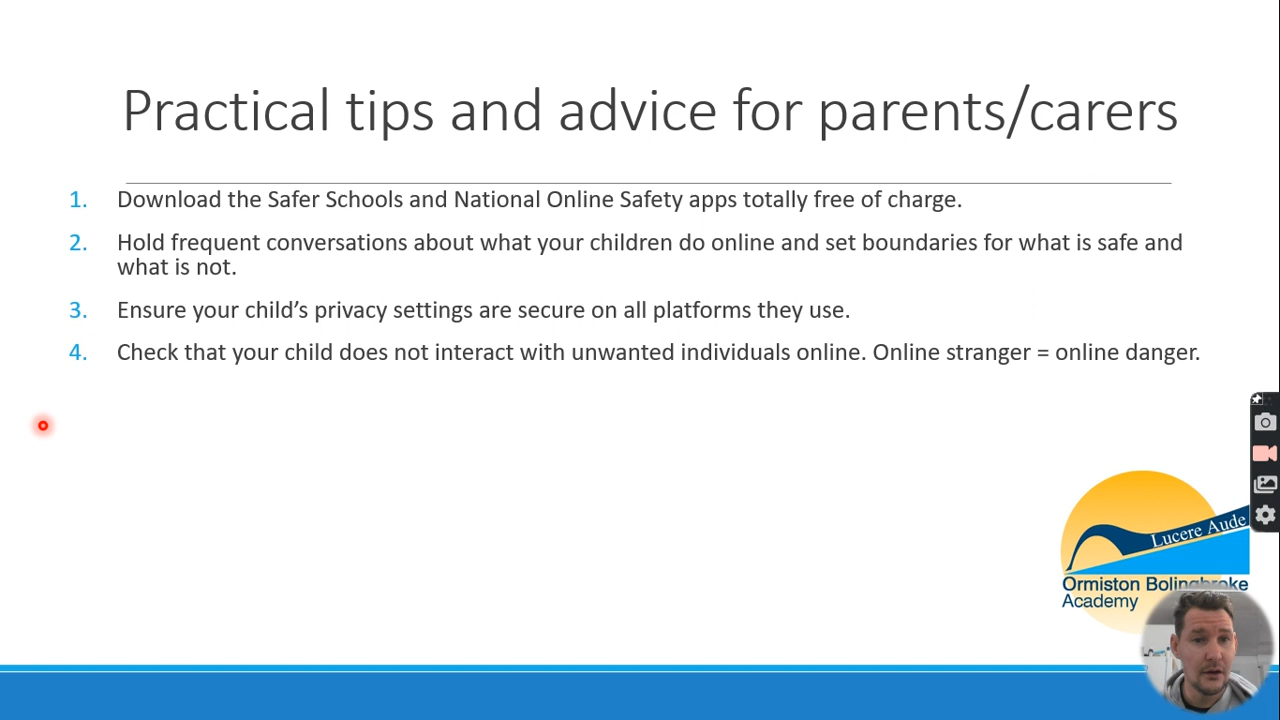 Practical tips and advice for parents/carers
1. Download the Safer Schools and National Online Safety apps totally free of charge.
2. Hold frequent conversations about what your children do online and set boundaries for what is safe and
what is not.
3. Ensure your child’s privacy settings are secure on all platforms they use.
4. Check that your child does not interact with unwanted individuals online. Online stranger = online danger.
Lucere Aude
Ormiston Bolingbroke
Academy